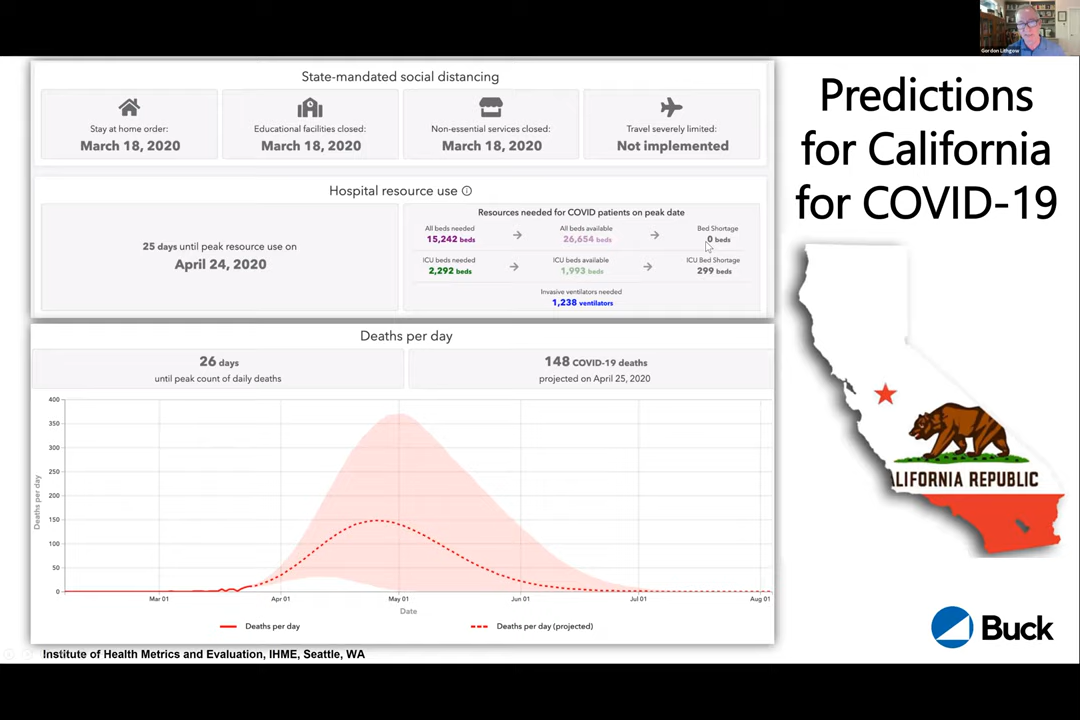 Gordon Lithgow
State-mandated social distancing
Stay at home order:
March 18, 2020
Educational facilities closed:
March 18, 2020
Non-essential services closed:
March 18, 2020
Travel severely limited:
Not implemented
Hospital resource use
25 days until peak resource use on
April 24, 2020
Resources needed for COVID patients on peak date
All beds needed
15,242 beds
All beds available
26,654 beds
Bed Shortage
0 beds
ICU beds needed
2,292 beds
ICU beds available
1,993 beds
ICU Bed Shortage
299 beds
Invasive ventilators needed
1,238 ventilators
Deaths per day
26 days
until peak count of daily deaths
148 COVID-19 deaths
projected on April 25, 2020
400
350
300
250
200
150
100
50
0
Deaths per day
Mar 01
Apr 01
May 01
Jun 01
Jul 01
Aug 01
Date
Deaths per day
Deaths per day (projected)
Institute of Health Metrics and Evaluation, IHME, Seattle, WA
Predictions
for California
for COVID-19
LIFORNIA REPUBLIC
Buck